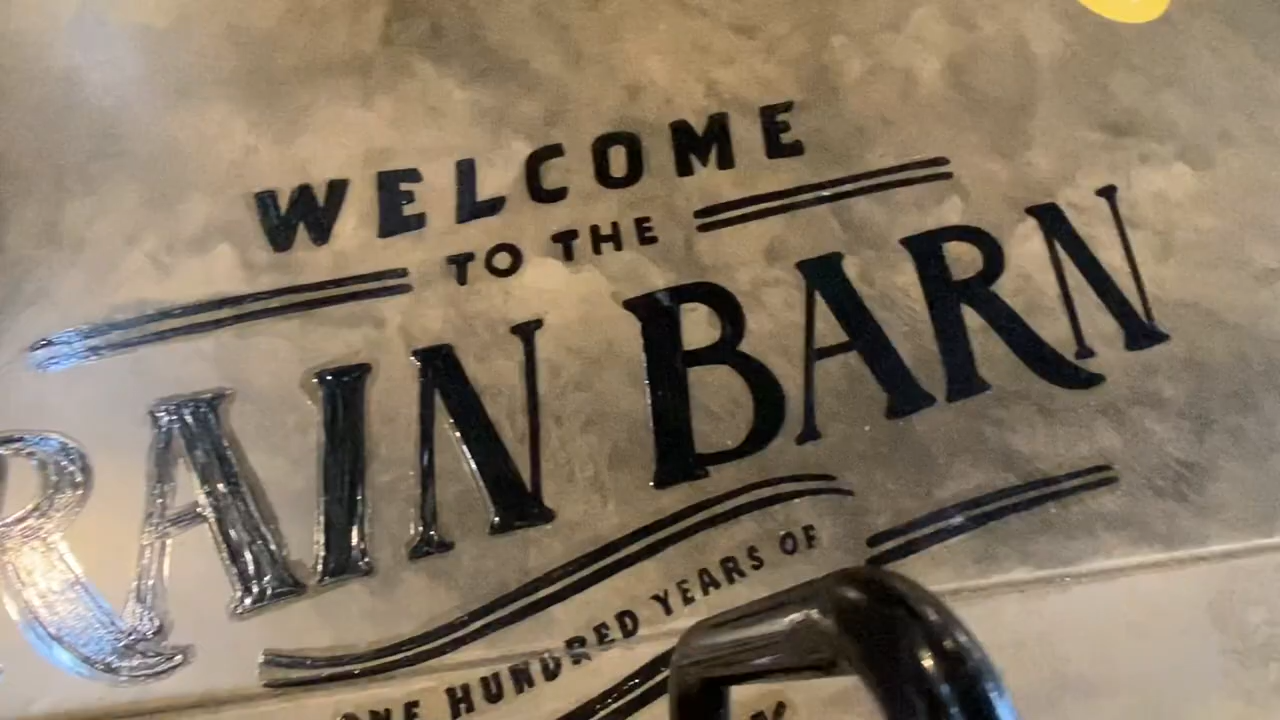 WELCOME
TO THE
RAIN BARN
ONE HUNDRED YEARS OF